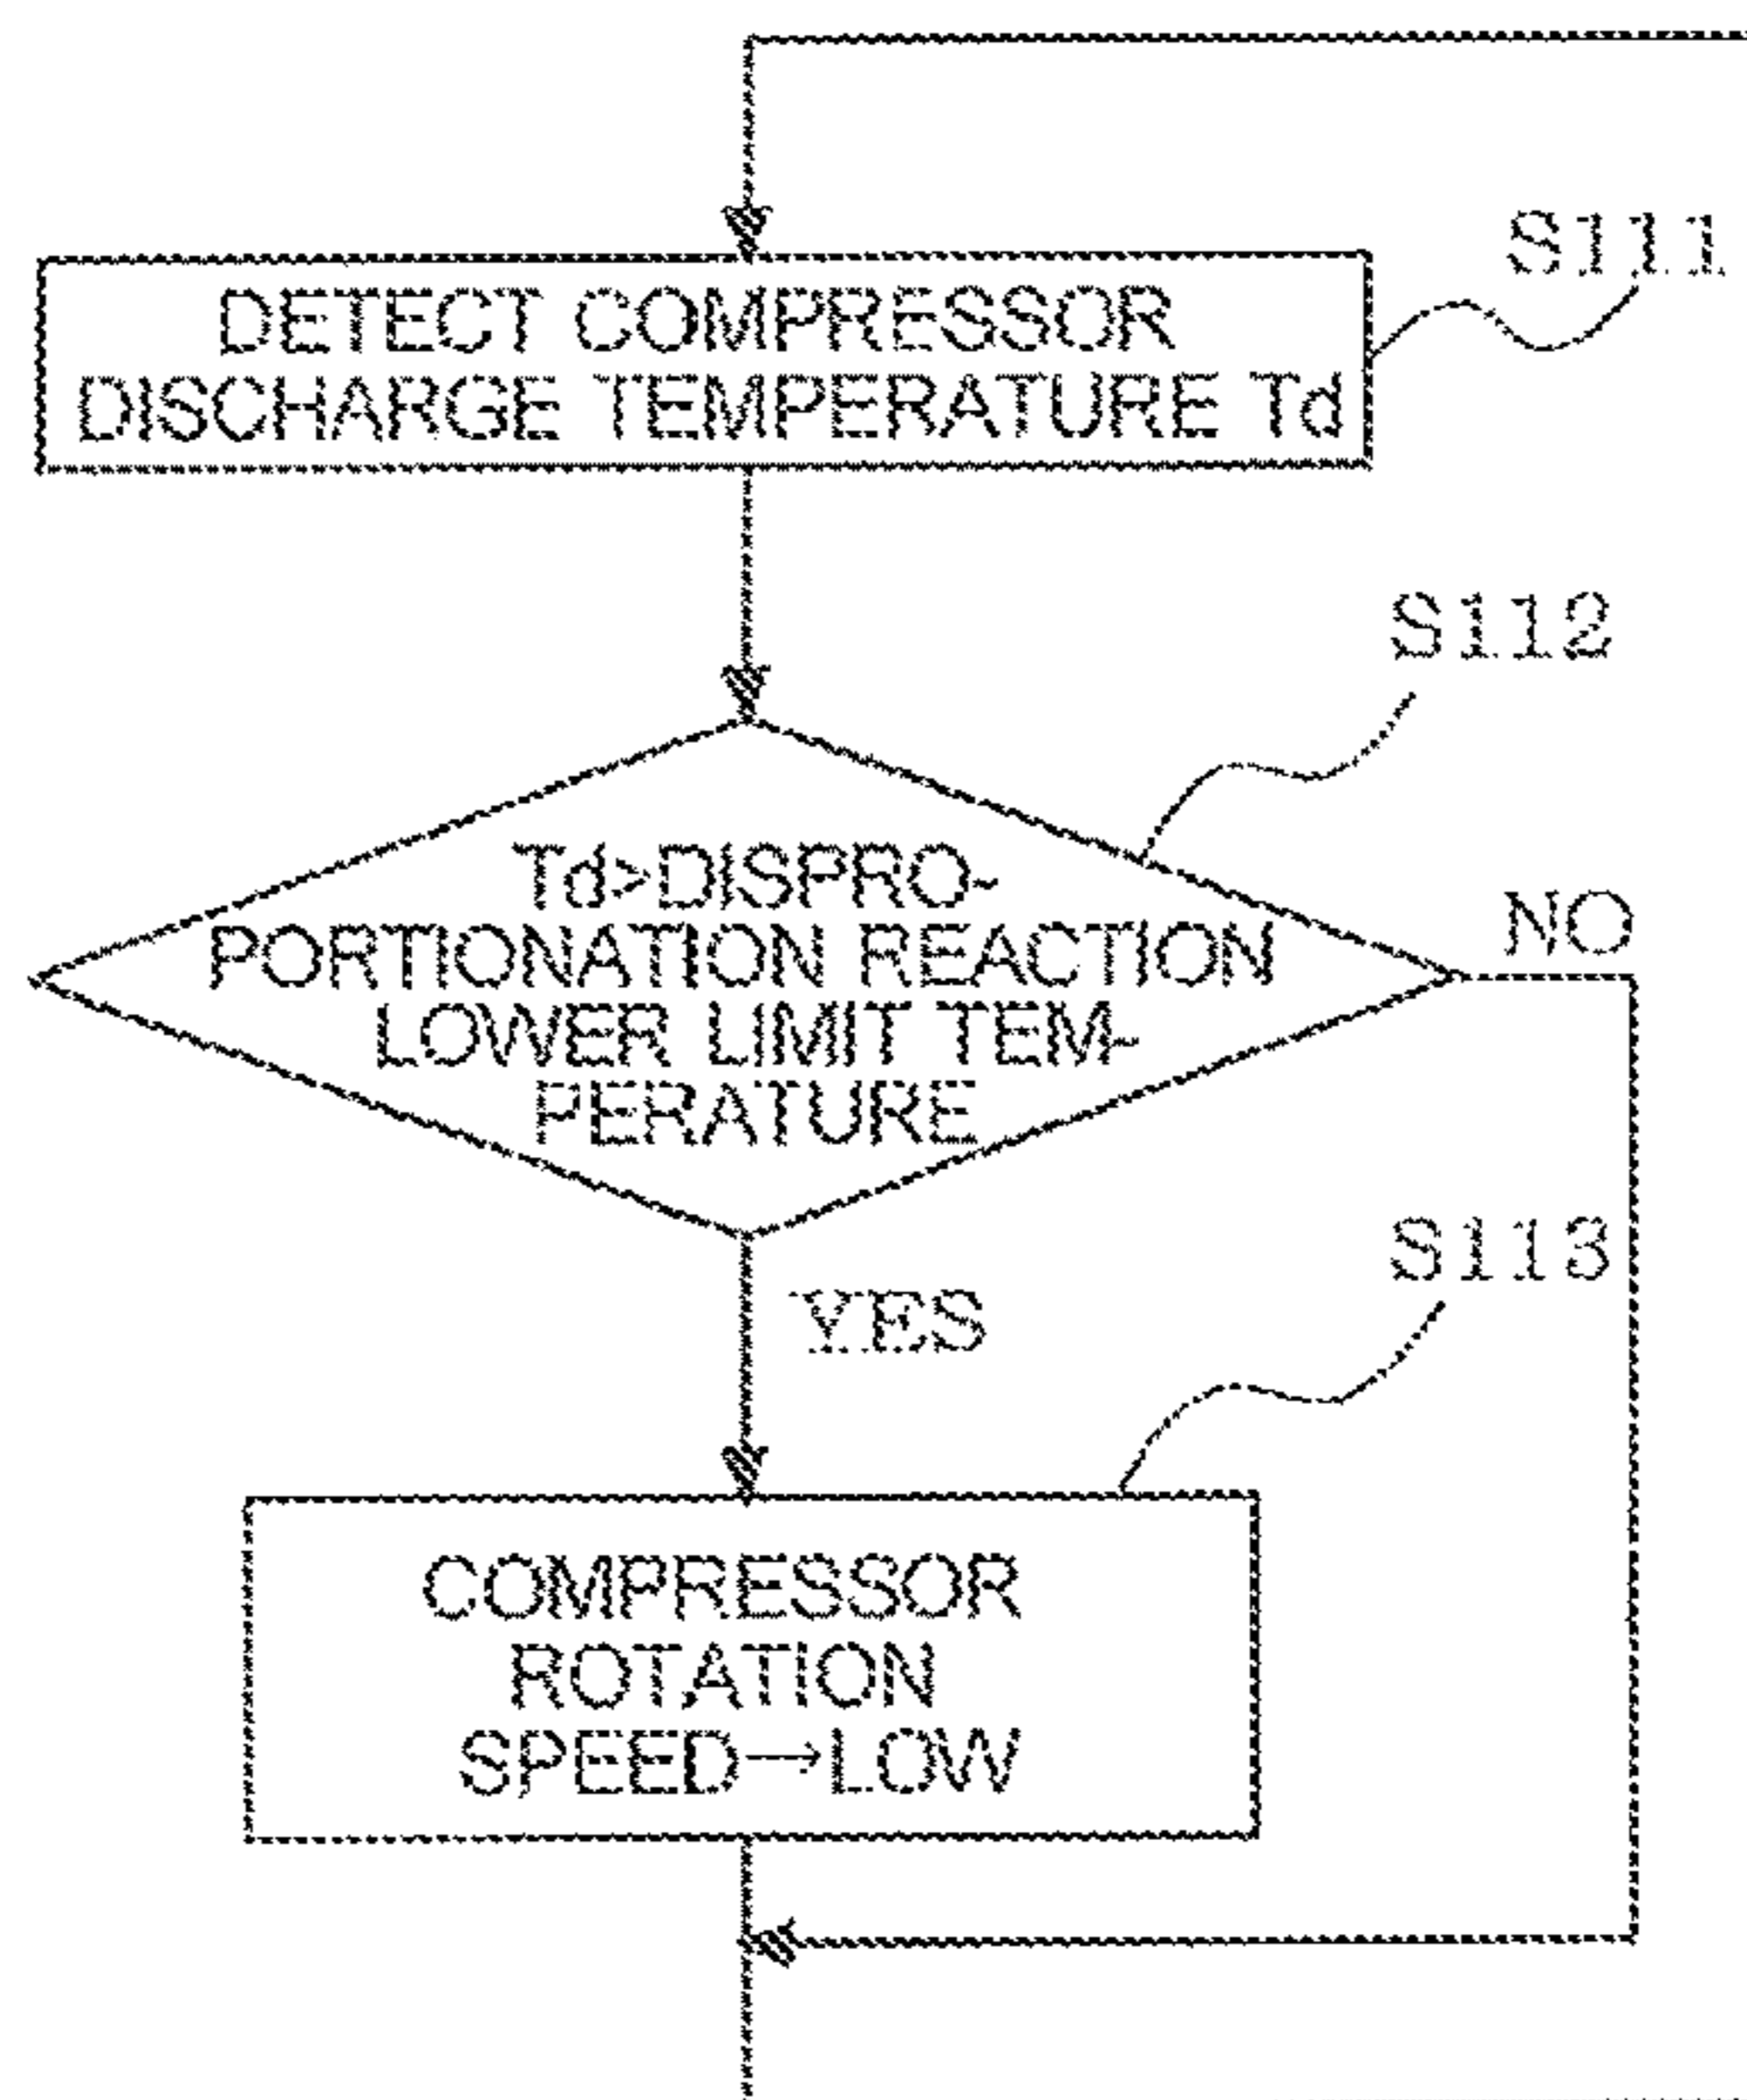 S111
DETECT COMPRESSOR
DISCHARGE TEMPERATURE Td
S112
Td>DISPRO-
PORTIONATION REACTION
LOWER LIMIT TEM-
PERATURE
NO
YES
S113
COMPRESSOR
ROTATION
SPEED→LOW